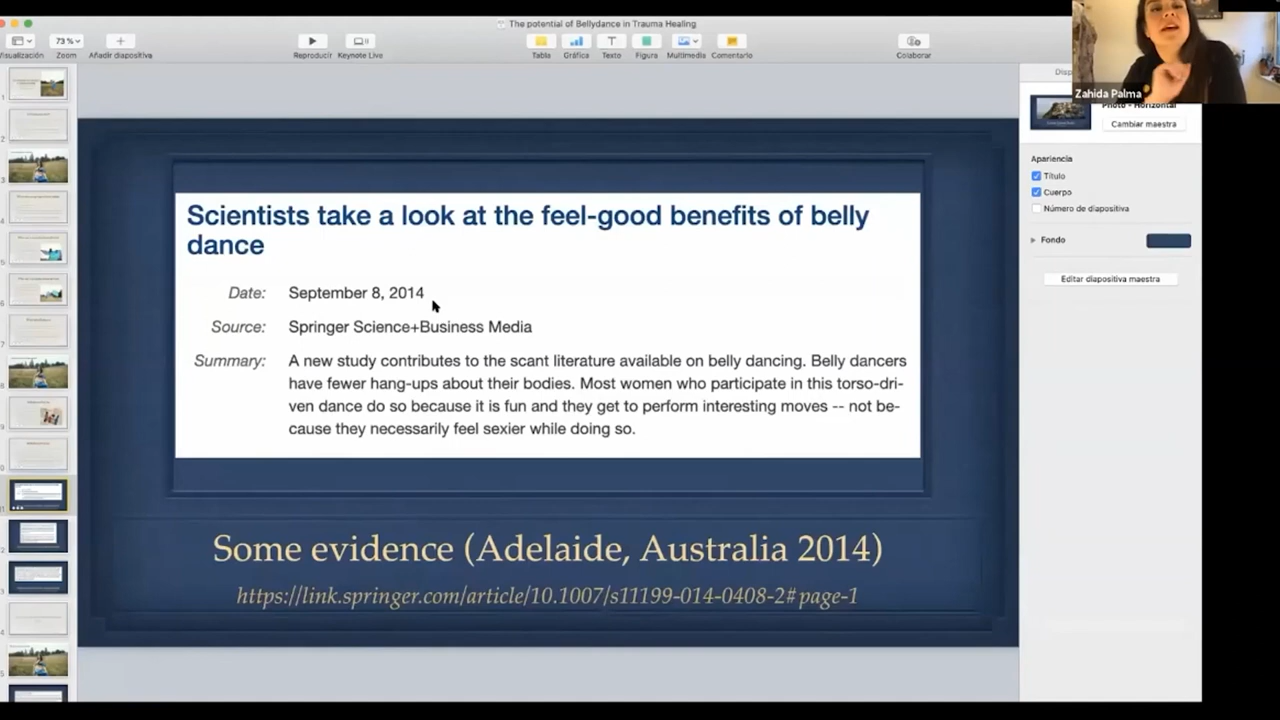 The potential of Bellydance in Trauma Healing
Visualización
73 %
Zoom
Añadir diapositiva
Reproducir
Keynote Live
Tabla
Gráfica
Texto
Figura
Multimedia
Comentario
Colaborar
Zahida Palma
Photo - Horizontal
Cambiar maestra
Apariencia
Título
Cuerpo
Número de diapositiva
Fondo
Editar diapositiva maestra
Scientists take a look at the feel-good benefits of belly
dance
Date: September 8, 2014
Source: Springer Science+Business Media
Summary: A new study contributes to the scant literature available on belly dancing. Belly dancers
have fewer hang-ups about their bodies. Most women who participate in this torso-dri-
ven dance do so because it is fun and they get to perform interesting moves -- not be-
cause they necessarily feel sexier while doing so.
Some evidence (Adelaide, Australia 2014)
https://link.springer.com/article/10.1007/s11199-014-0408-2#page-1